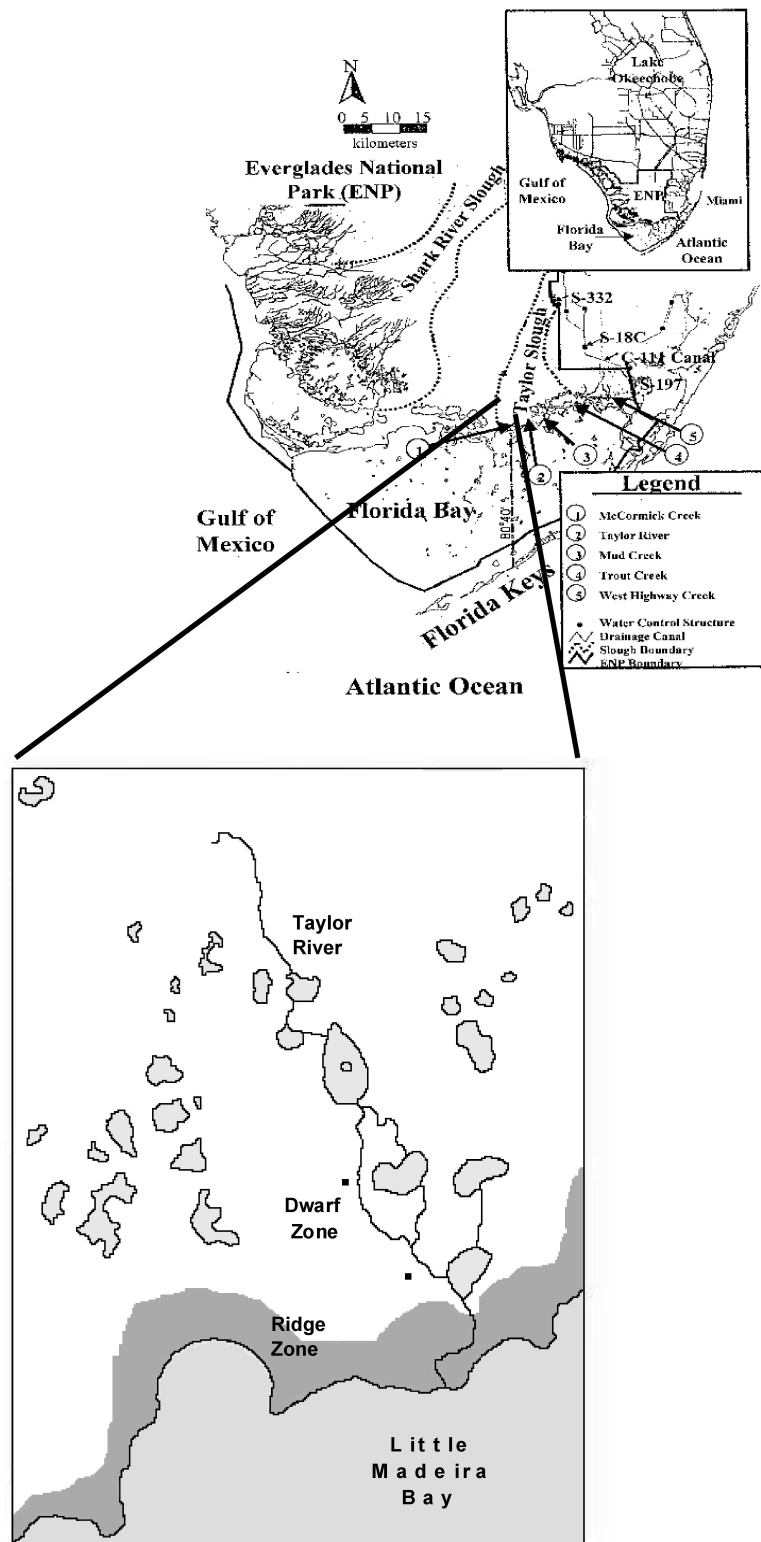 N
0 5 10 15
kilometers
Everglades National
Park (ENP)
Shark River Slough
Lake
Okeechobe
Gulf of
Mexico
ENP
Miami
Florida
Bay
Atlantic
Ocean
S-332
S-18C
C-111 Canal
S-197
Taylor Slough
1
2
3
4
5
Gulf of
Mexico
Florida Bay
80°40'
Florida Keys
Atlantic Ocean
Legend
1 McCormick Creek
2 Taylor River
3 Mud Creek
4 Trout Creek
5 West Highway Creek
Water Control Structure
Drainage Canal
Slough Boundary
ENP Boundary
Taylor
River
Dwarf
Zone
Ridge
Zone
Little
Madeira
Bay